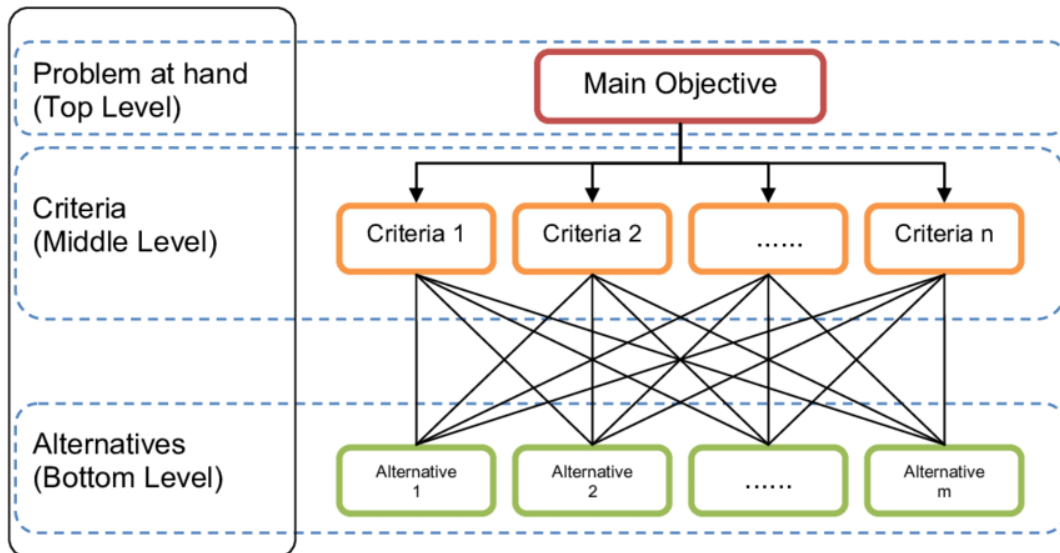 Problem at hand
(Top Level)
Main Objective
Criteria
(Middle Level)
Criteria 1
Criteria 2
......
Criteria n
Alternatives
(Bottom Level)
Alternative
1
Alternative
2
......
Alternative
m